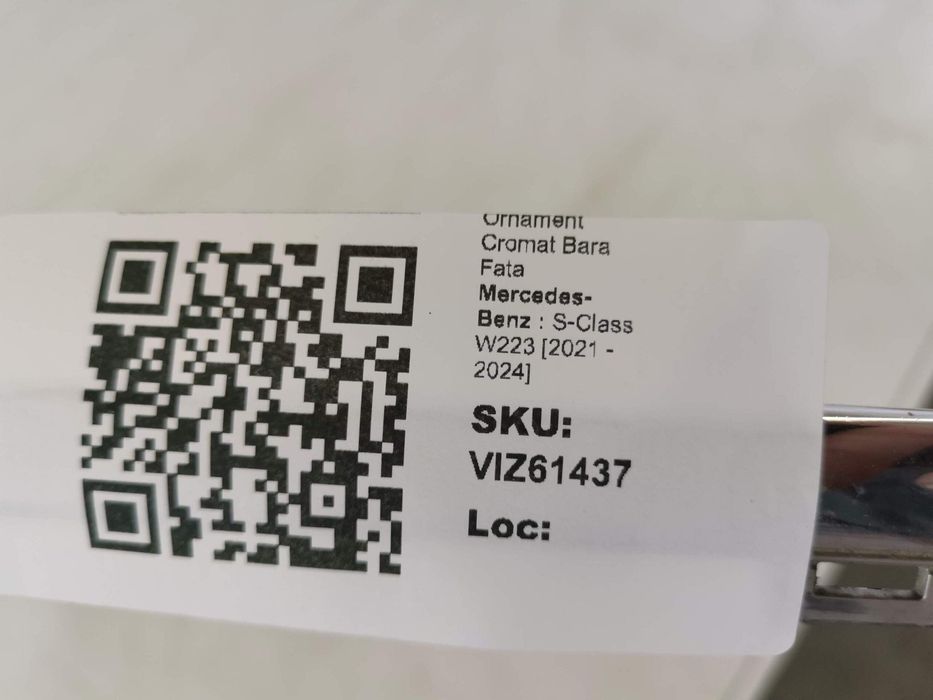 Ornament
Cromat Bara
Fata
Mercedes-
Benz : S-Class
W223 [2021 -
2024]
SKU:
VIZ61437
Loc: